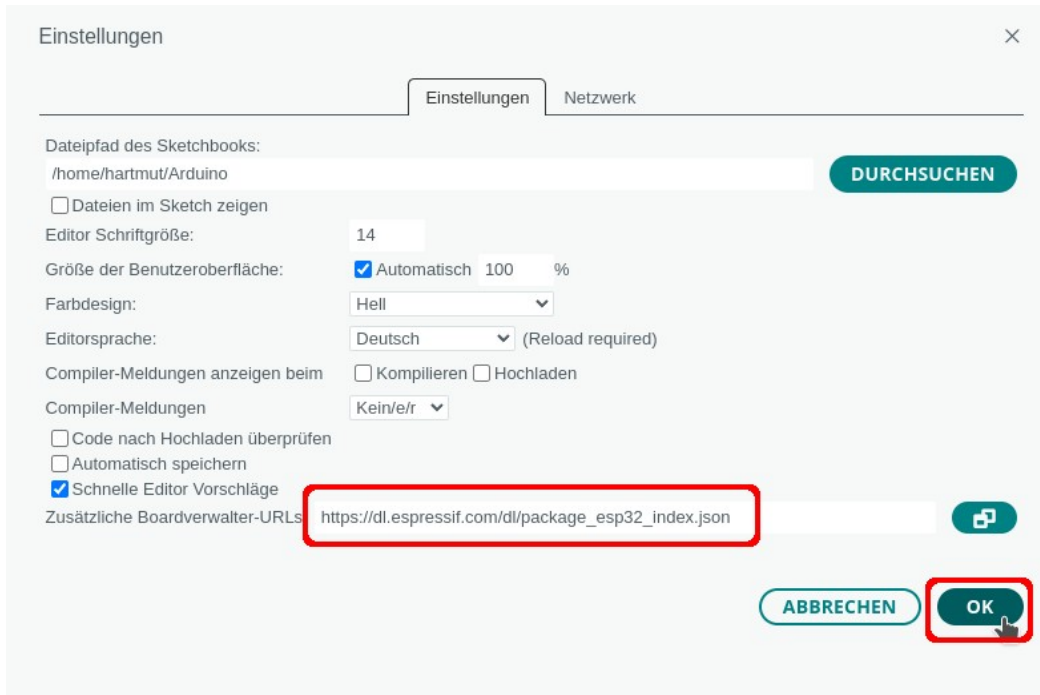 Einstellungen
Einstellungen Netzwerk
Dateipfad des Sketchbooks:
/home/hartmut/Arduino DURCHSUCHEN
Dateien im Sketch zeigen
Editor Schriftgröße: 14
Größe der Benutzeroberfläche: Automatisch 100 %
Farbdesign: Hell
Editorsprache: Deutsch (Reload required)
Compiler-Meldungen anzeigen beim Kompilieren Hochladen
Compiler-Meldungen Kein/e/r
Code nach Hochladen überprüfen
Automatisch speichern
Schnelle Editor Vorschläge
Zusätzliche Boardverwalter-URLs https://dl.espressif.com/dl/package_esp32_index.json
ABBRECHEN OK